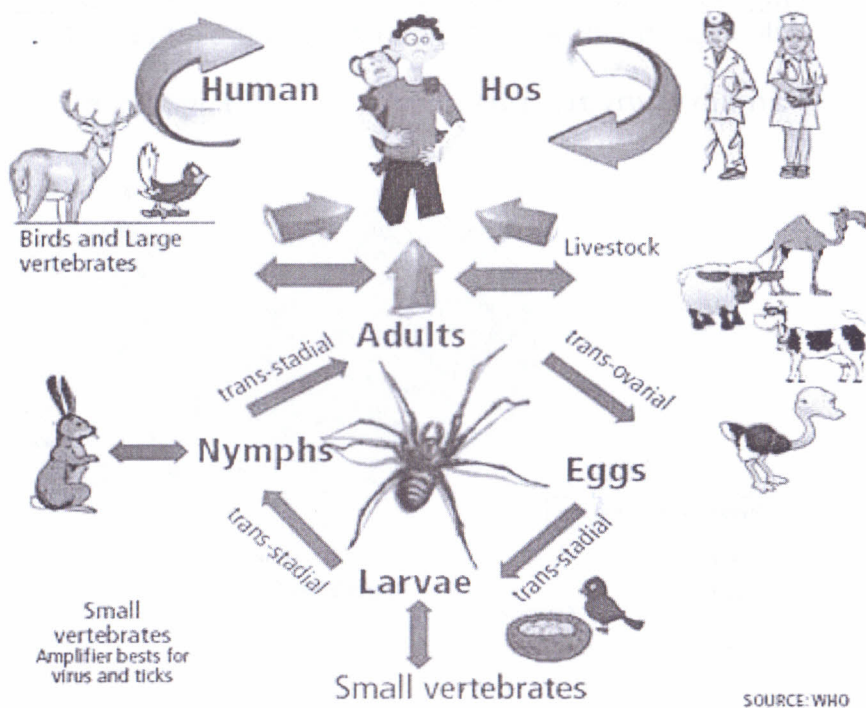 Human
Hos
Birds and Large
vertebrates
Livestock
Adults
trans-stadial
trans-ovarial
Nymphs
Eggs
trans-stadial
trans-stadial
Larvae
Small
vertebrates
Amplifier bests for
virus and ticks
Small vertebrates
SOURCE: WHO